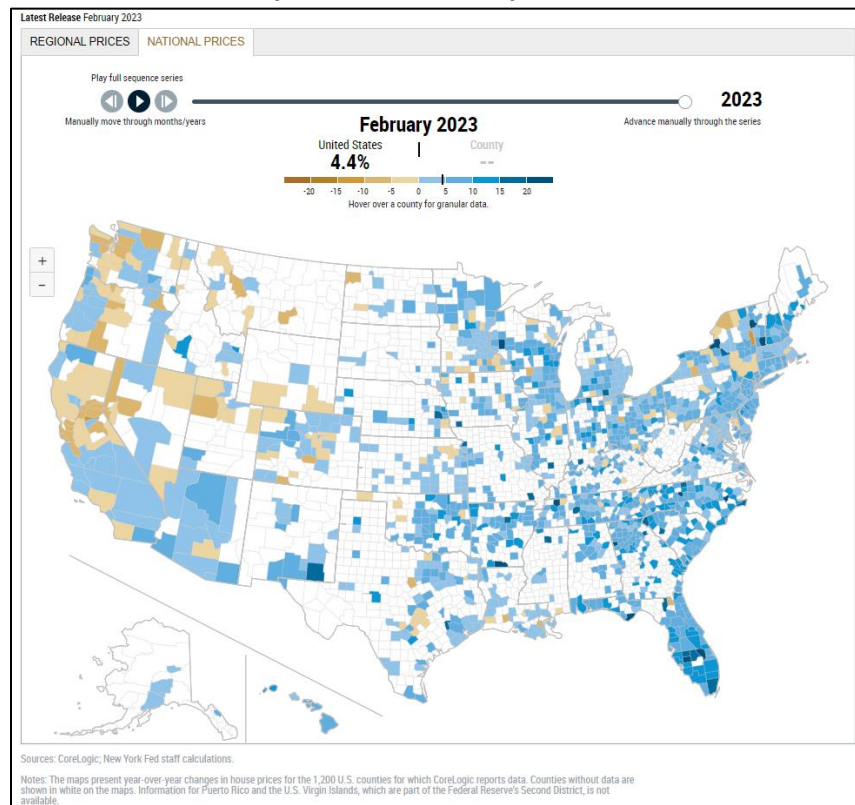 Latest Release February 2023
REGIONAL PRICES NATIONAL PRICES
Play full sequence series
2023
Manually move through months/years
Advance manually through the series
February 2023
United States County
4.4% --
-20 -15 -10 -5 0 5 10 15 20
Hover over a county for granular data.
+
−
Sources: CoreLogic; New York Fed staff calculations.
Notes: The maps present year-over-year changes in house prices for the 1,200 U.S. counties for which CoreLogic reports data. Counties without data are
shown in white on the maps. Information for Puerto Rico and the U.S. Virgin Islands, which are part of the Federal Reserve's Second District, is not
available.